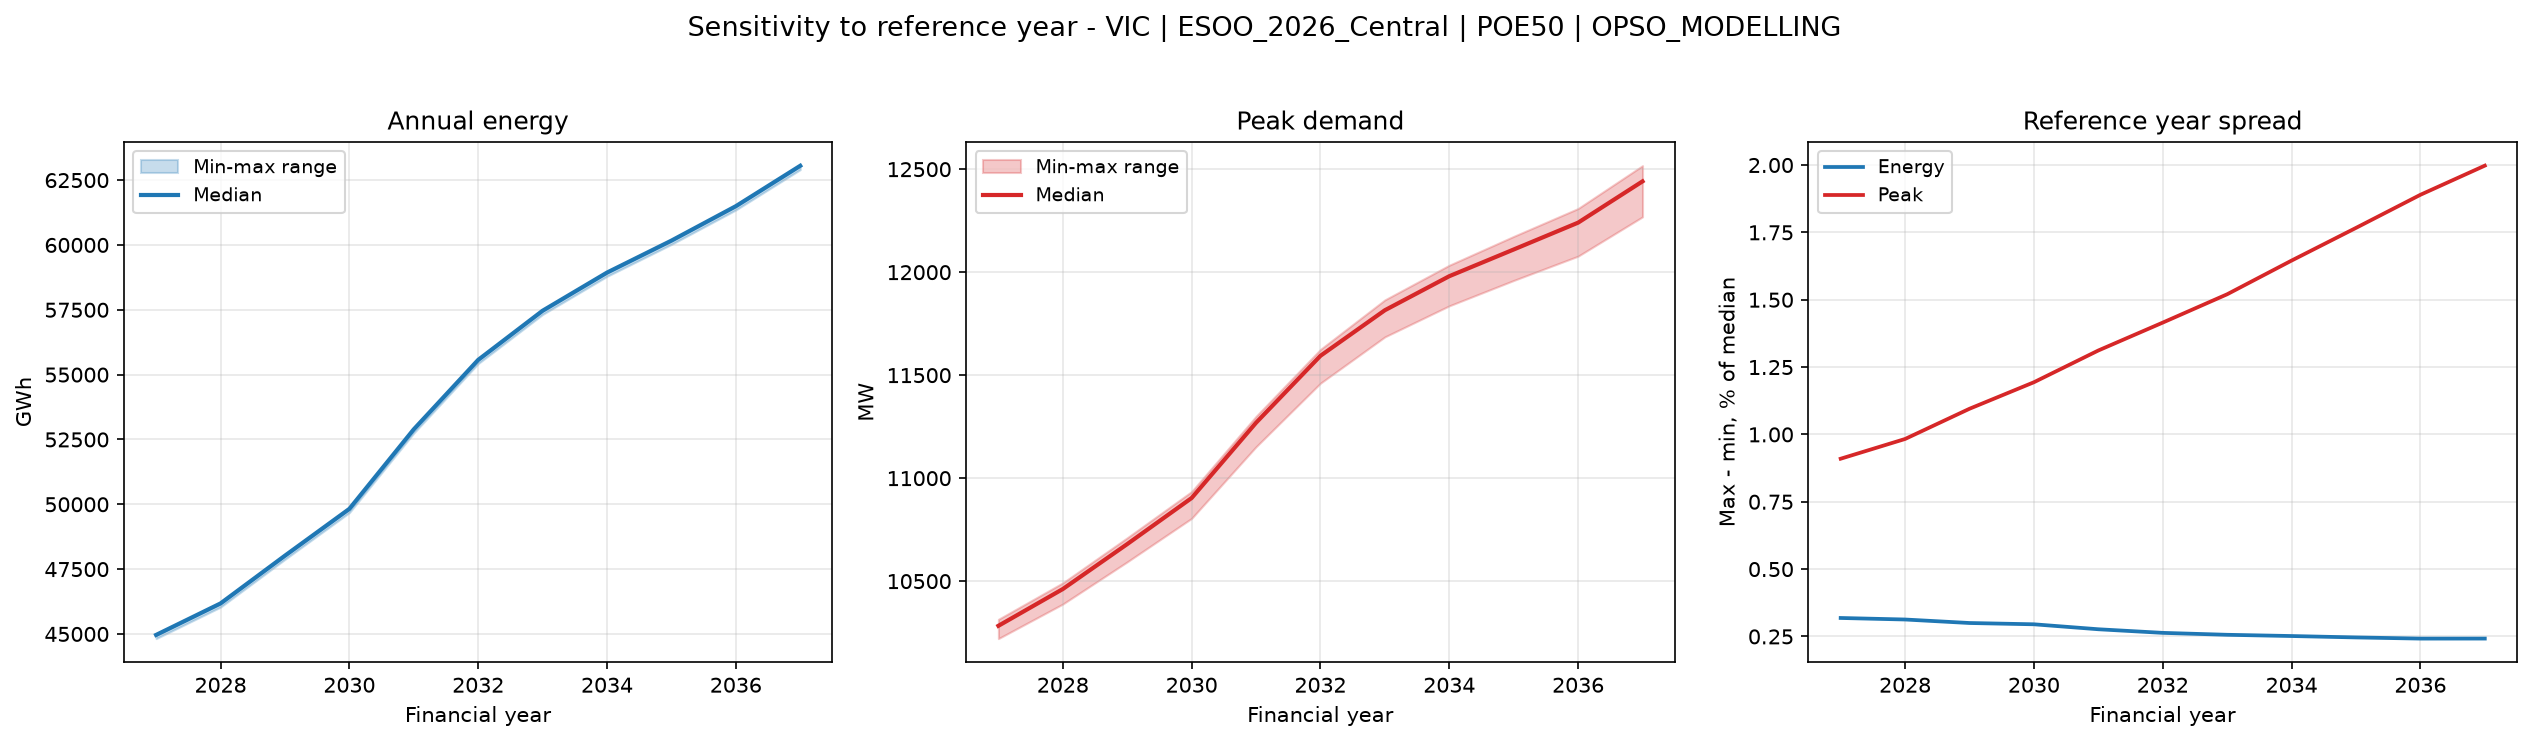 Sensitivity to reference year - VIC | ESOO_2026_Central | POE50 | OPSO_MODELLING
Annual energy
Min-max range
Median
62500
60000
57500
55000
52500
50000
47500
45000
GWh
2028 2030 2032 2034 2036
Financial year
Peak demand
Min-max range
Median
12500
12000
11500
11000
10500
MW
2028 2030 2032 2034 2036
Financial year
Reference year spread
Energy
Peak
2.00
1.75
1.50
1.25
1.00
0.75
0.50
0.25
Max - min, % of median
2028 2030 2032 2034 2036
Financial year